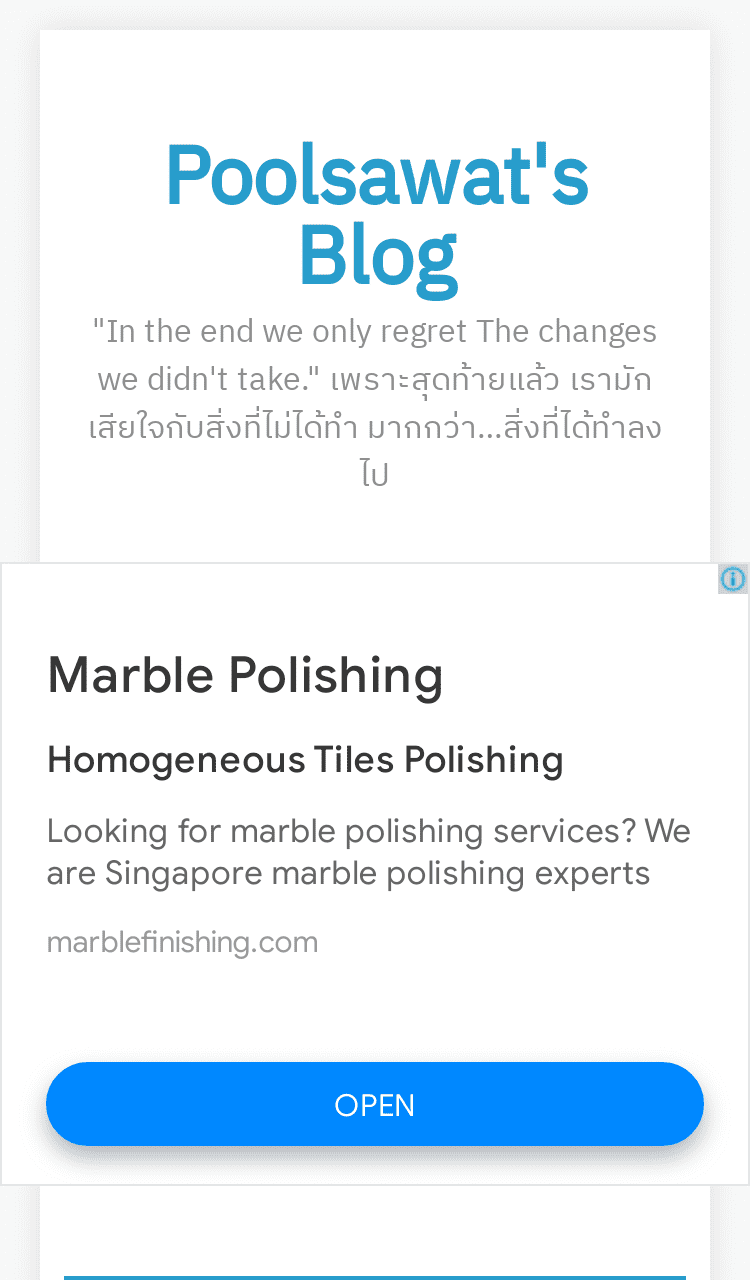 Poolsawat's
Blog
"In the end we only regret The changes
we didn't take." เพราะสุดท้ายแล้ว เรามัก
เสียใจกับสิ่งที่ไม่ได้ทำ มากกว่า...สิ่งที่ได้ทำลง
ไป
Marble Polishing
Homogeneous Tiles Polishing
Looking for marble polishing services? We
are Singapore marble polishing experts
marblefinishing.com
OPEN